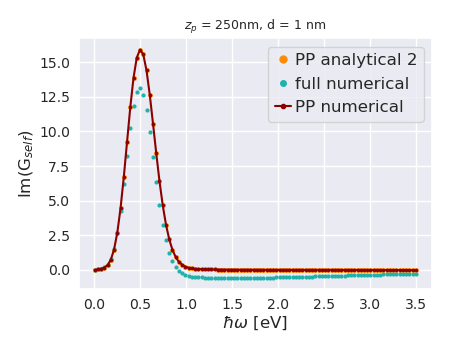 z_p = 250nm, d = 1 nm
PP analytical 2
full numerical
PP numerical
Im(G_self)
15.0
12.5
10.0
7.5
5.0
2.5
0.0
0.0 0.5 1.0 1.5 2.0 2.5 3.0 3.5
ħω [eV]